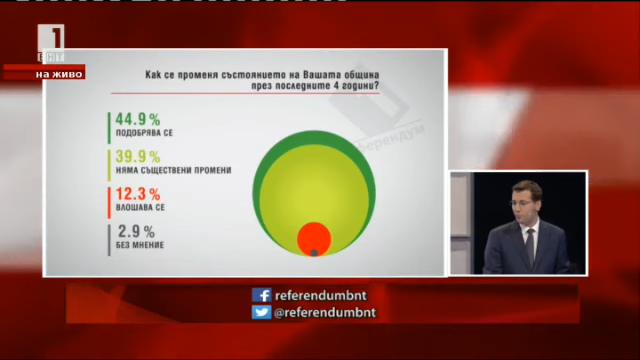 1
БНТ
на живо
Как се променя състоянието на Вашата община
през последните 4 години?
44.9 %
ПОДОБРЯВА СЕ
39.9 %
НЯМА СЪЩЕСТВЕНИ ПРОМЕНИ
12.3 %
ВЛОШАВА СЕ
2.9 %
БЕЗ МНЕНИЕ
referendumbnt
@referendumbnt